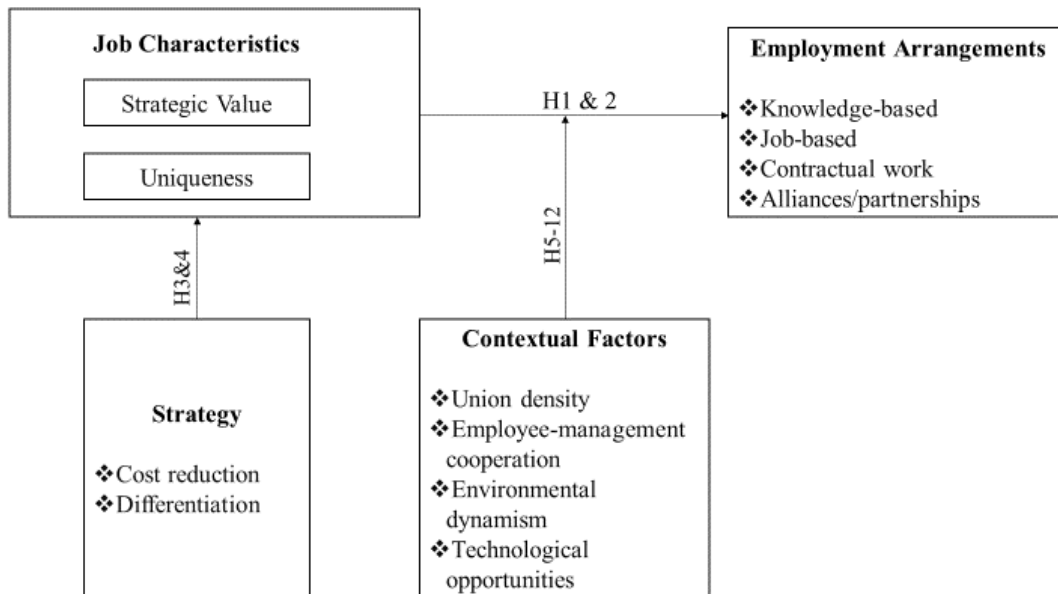 Job Characteristics
Strategic Value
Uniqueness
H1 & 2
Employment Arrangements
❖Knowledge-based
❖Job-based
❖Contractual work
❖Alliances/partnerships
H3&4
H5-12
Strategy
❖Cost reduction
❖Differentiation
Contextual Factors
❖Union density
❖Employee-management
cooperation
❖Environmental
dynamism
❖Technological
opportunities